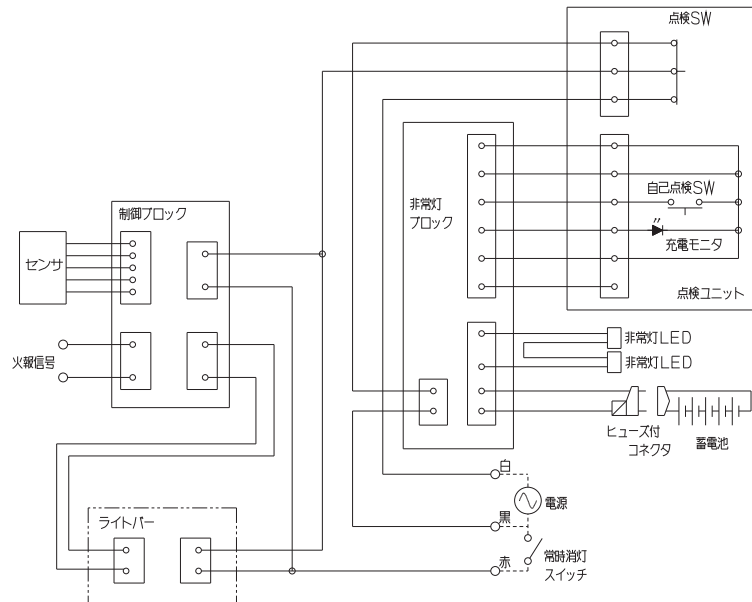 点検SW
制御ブロック
非常灯
ブロック
自己点検SW
センサ
充電モニタ
点検ユニット
火報信号
非常灯LED
非常灯LED
ヒューズ付
コネクタ
蓄電池
白
電源
ライトバー
黒
赤
常時消灯
スイッチ